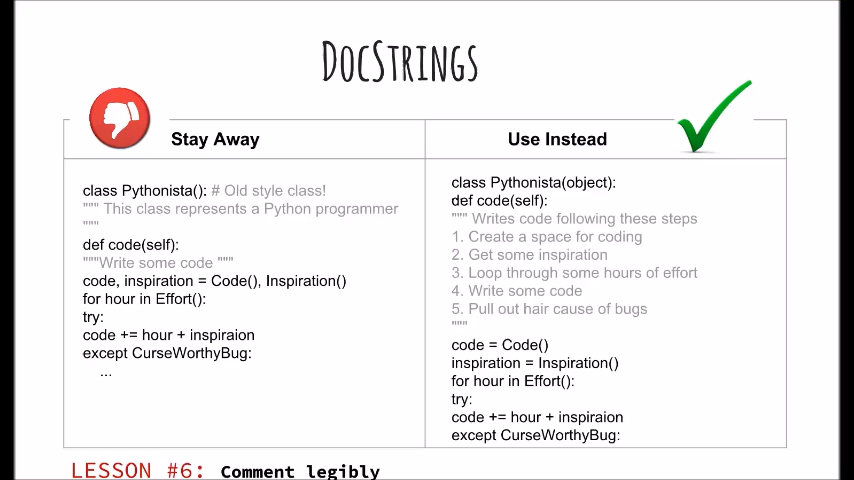 DOCSTRINGS
Stay Away
Use Instead
class Pythonista(): # Old style class!
""" This class represents a Python programmer
"""
def code(self):
"""Write some code """
code, inspiration = Code(), Inspiration()
for hour in Effort():
try:
code += hour + inspiraion
except CurseWorthyBug:
...
class Pythonista(object):
def code(self):
""" Writes code following these steps
1. Create a space for coding
2. Get some inspiration
3. Loop through some hours of effort
4. Write some code
5. Pull out hair cause of bugs
"""
code = Code()
inspiration = Inspiration()
for hour in Effort():
try:
code += hour + inspiraion
except CurseWorthyBug:
LESSON #6: Comment legibly